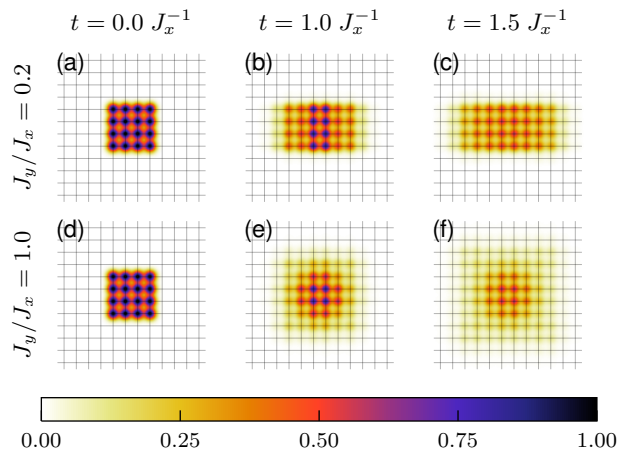 t = 0.0 J_x^{-1} t = 1.0 J_x^{-1} t = 1.5 J_x^{-1}
J_y/J_x = 0.2
(a) (b) (c)
J_y/J_x = 1.0
(d) (e) (f)
0.00 0.25 0.50 0.75 1.00